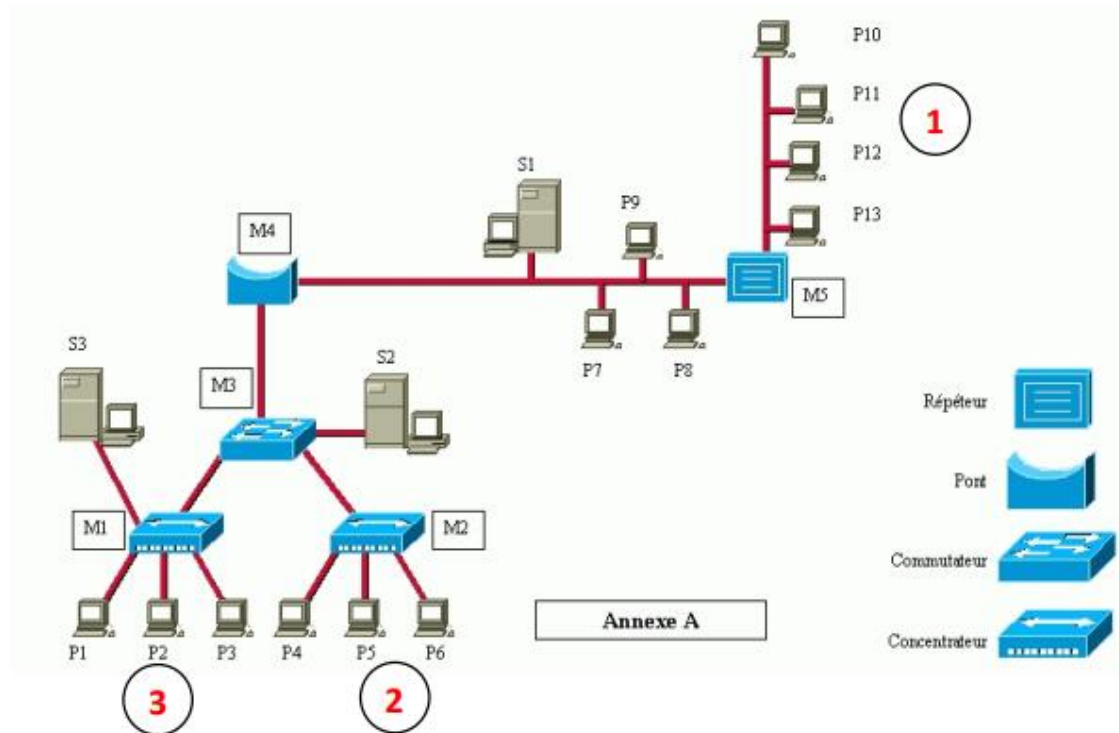 P10
P11
1
P12
P13
S1
P9
M4
M5
P7
P8
S3
S2
M3
Répéteur
Pont
M1
M2
Commutateur
Annexe A
Concentrateur
P1
P2
P3
P4
P5
P6
3
2